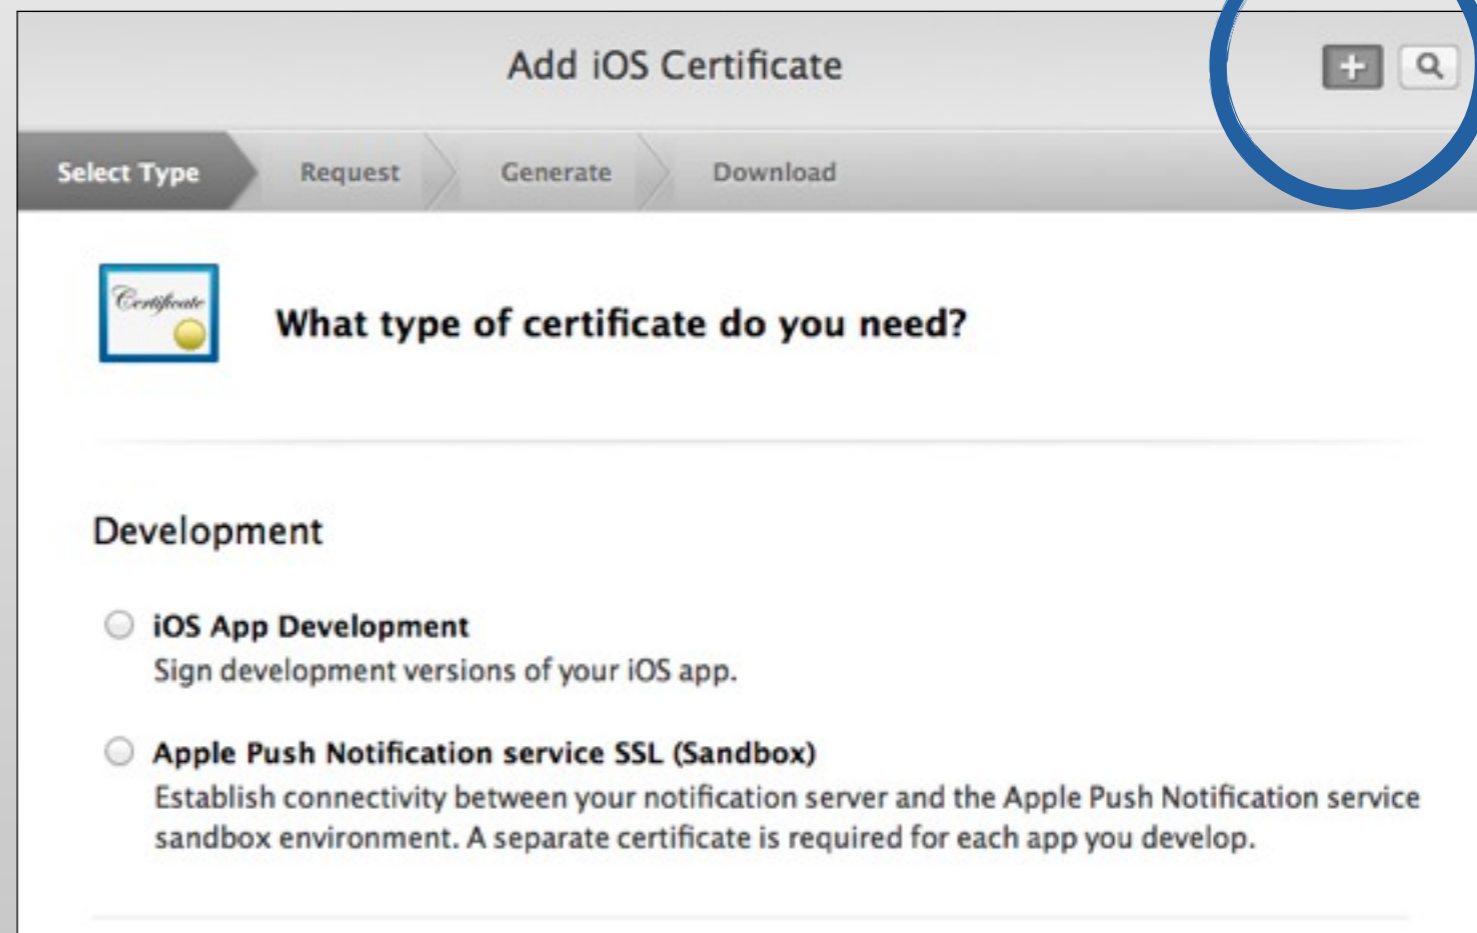 Add iOS Certificate
Select Type Request Generate Download
Certificate
What type of certificate do you need?
Development
iOS App Development
Sign development versions of your iOS app.
Apple Push Notification service SSL (Sandbox)
Establish connectivity between your notification server and the Apple Push Notification service
sandbox environment. A separate certificate is required for each app you develop.